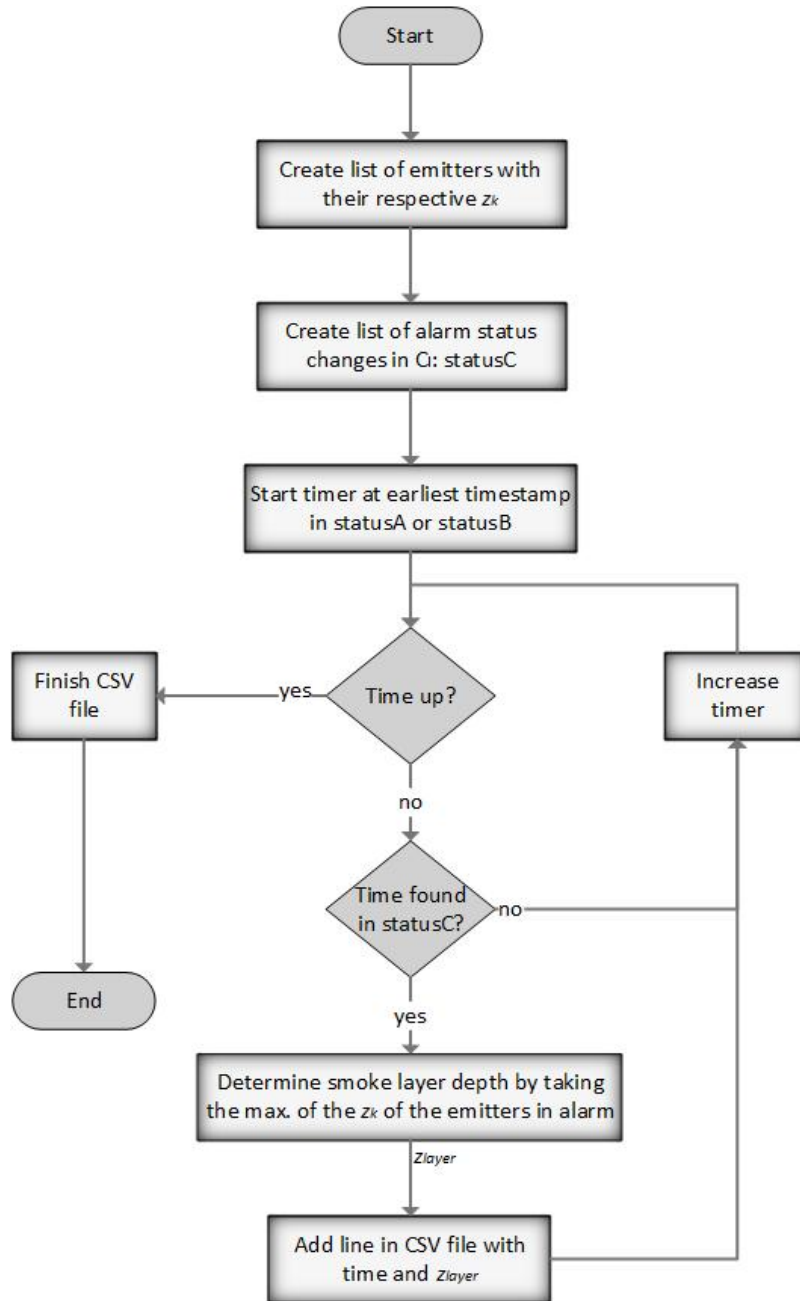 Start
Create list of emitters with
their respective zk
Create list of alarm status
changes in Ci: statusC
Start timer at earliest timestamp
in statusA or statusB
Time up?
yes
Finish CSV
file
End
Increase
timer
no
Time found
in statusC?
no
yes
Determine smoke layer depth by taking
the max. of the zk of the emitters in alarm
zlayer
Add line in CSV file with
time and zlayer